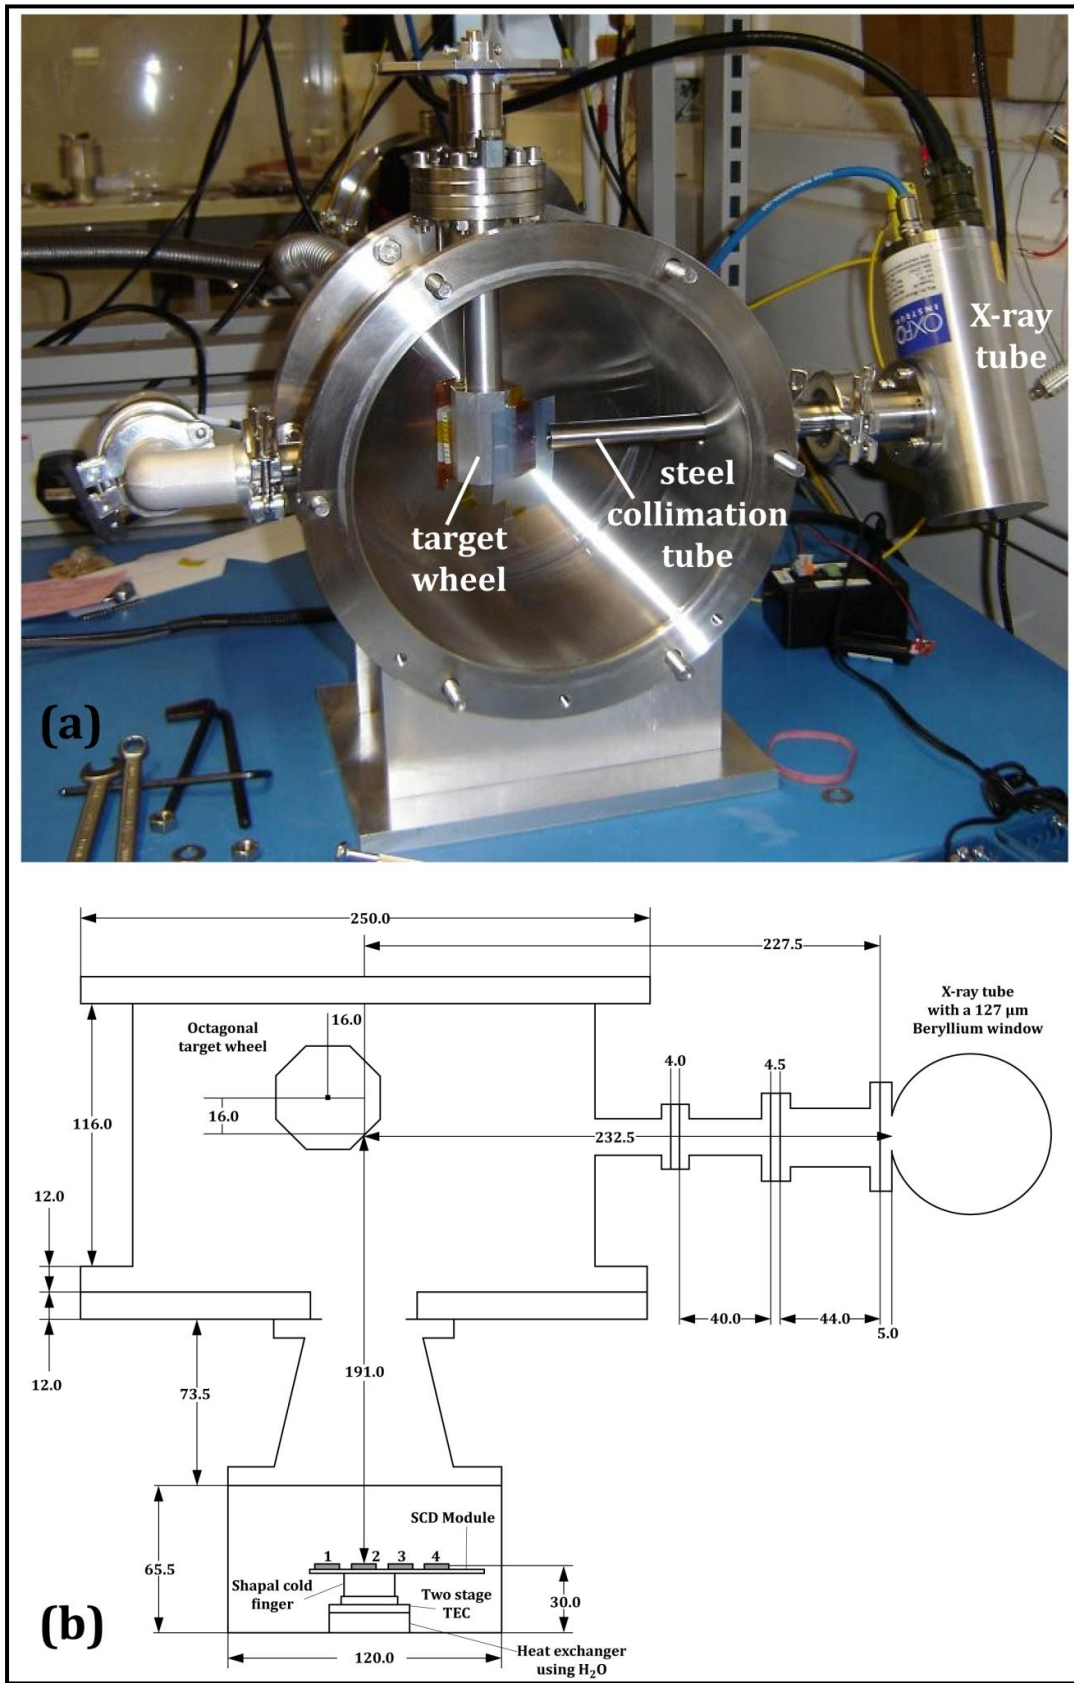 OXFO
INSTRU
X-ray
tube
steel
collimation
tube
target
wheel
(a)
250.0
227.5
X-ray tube
with a 127 μm
Beryllium window
Octagonal
target wheel
16.0
4.0
4.5
16.0
116.0
232.5
12.0
40.0
44.0
5.0
12.0
73.5
191.0
SCD Module
1 2 3 4
65.5
Shapal cold
finger
Two stage
TEC
30.0
(b)
120.0
Heat exchanger
using H₂O